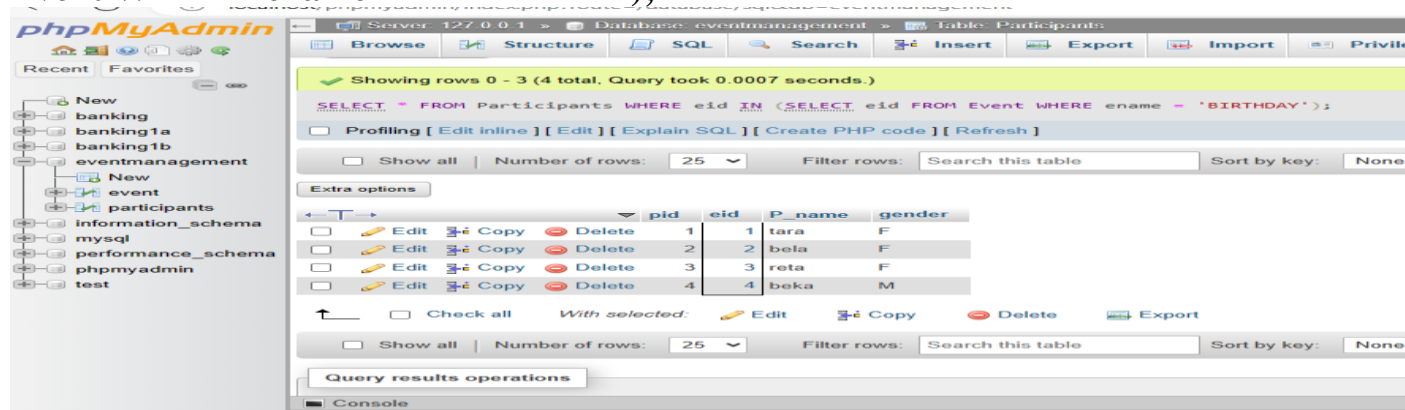 phpMyAdmin
Recent Favorites
New
banking
banking1a
banking1b
eventmanagement
New
event
participants
information_schema
mysql
performance_schema
phpmyadmin
test
Server: 127.0.0.1 » Database: eventmanagement » Table: Participants
Browse Structure SQL Search Insert Export Import Privile
Showing rows 0 - 3 (4 total, Query took 0.0007 seconds.)
SELECT * FROM Participants WHERE eid IN (SELECT eid FROM Event WHERE ename = 'BIRTHDAY');
Profiling [ Edit inline ] [ Edit ] [ Explain SQL ] [ Create PHP code ] [ Refresh ]
Show all | Number of rows: 25 Filter rows: Search this table Sort by key: None
Extra options
←T→ pid eid P_name gender
Edit Copy Delete 1 1 tara F
Edit Copy Delete 2 2 bela F
Edit Copy Delete 3 3 reta F
Edit Copy Delete 4 4 beka M
Check all With selected: Edit Copy Delete Export
Show all | Number of rows: 25 Filter rows: Search this table Sort by key: None
Query results operations
Console